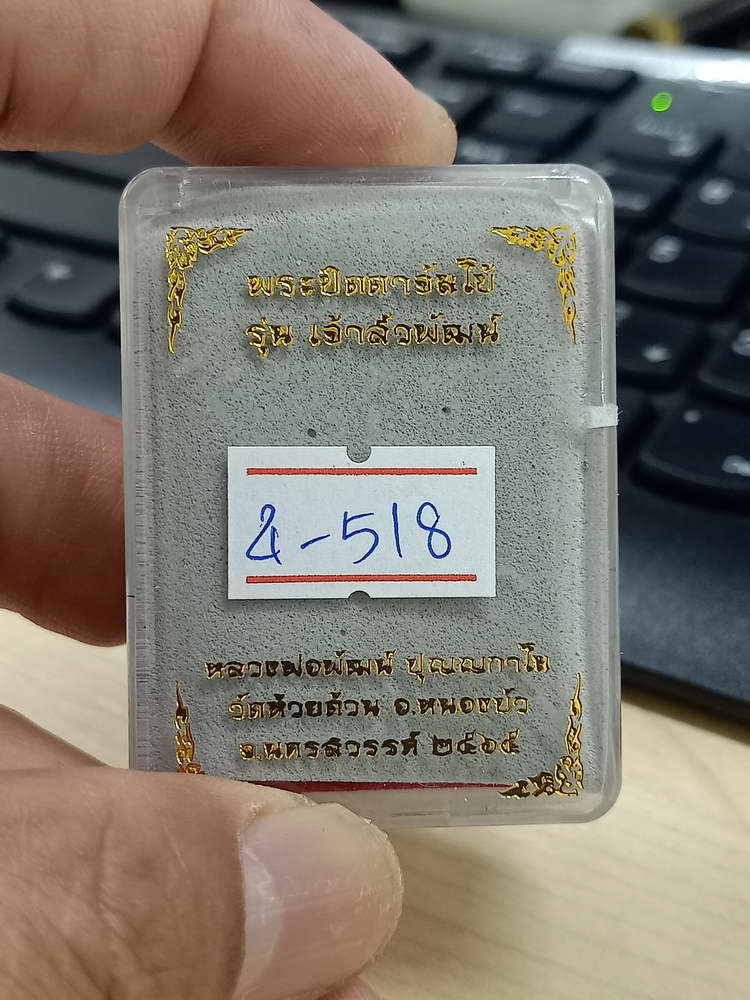 พระปิดตาจัสโบ้
รุ่น เจ้าสัวพัฒน์
-518
หลวงพ่อพัฒน์ ปุญญกาโม
วัดห้วยด้วน อ.หนองบัว
จ.นครสวรรค์ ๒๕๖๕